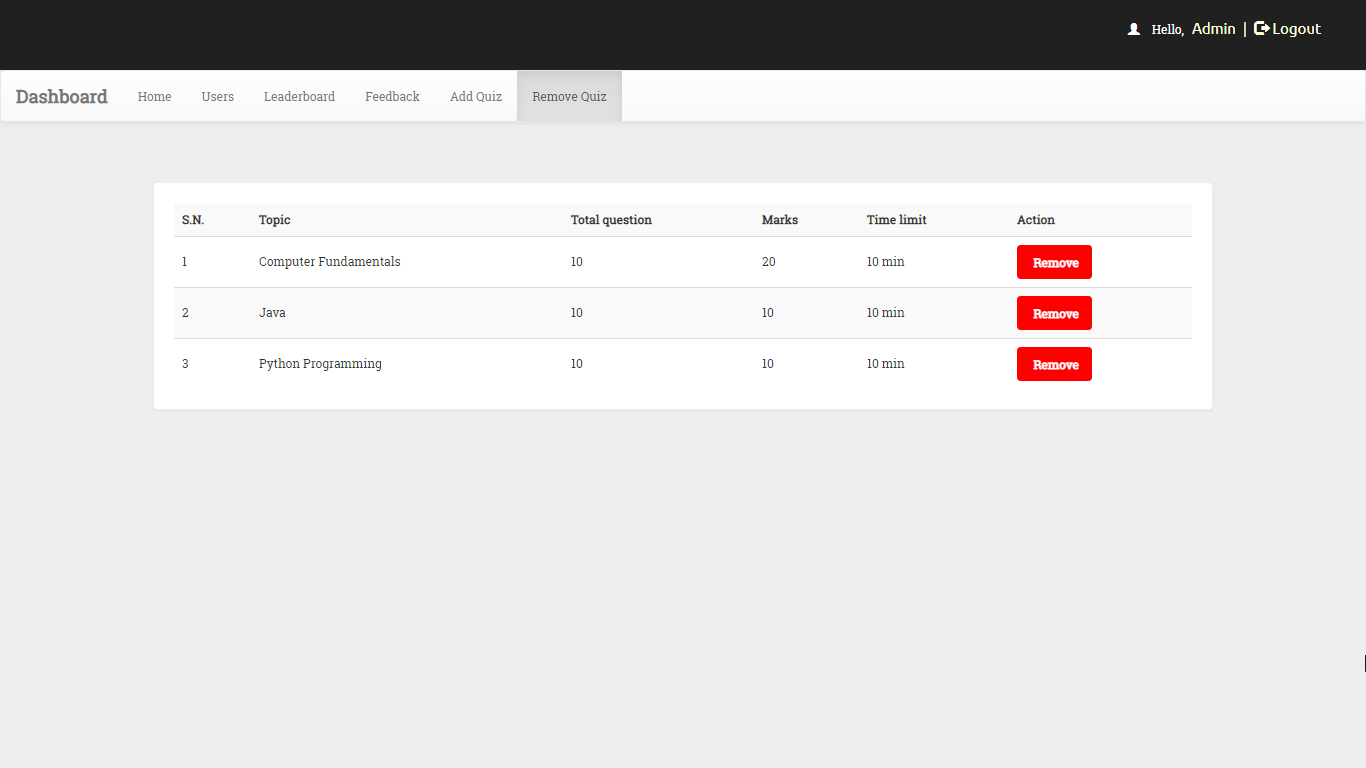 Hello, Admin | Logout
Dashboard Home Users Leaderboard Feedback Add Quiz Remove Quiz
S.N. Topic Total question Marks Time limit Action
1 Computer Fundamentals 10 20 10 min Remove
2 Java 10 10 10 min Remove
3 Python Programming 10 10 10 min Remove